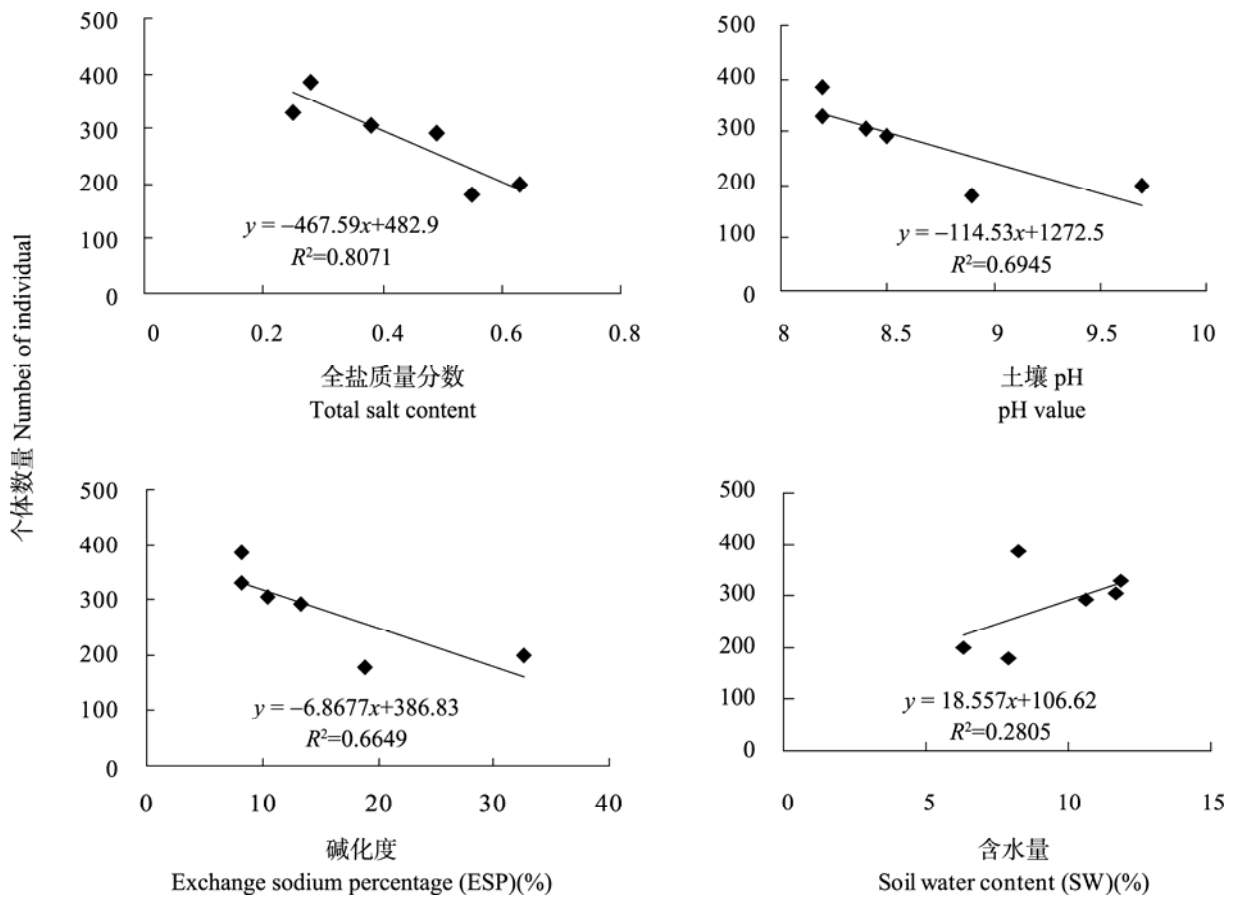 个体数量 Numbei of individual
500
400
300
200
100
0
y = –467.59x+482.9
R²=0.8071
0 0.2 0.4 0.6 0.8
全盐质量分数
Total salt content
500
400
300
200
100
0
y = –114.53x+1272.5
R²=0.6945
8 8.5 9 9.5 10
土壤 pH
pH value
500
400
300
200
100
0
y = –6.8677x+386.83
R²=0.6649
0 10 20 30 40
碱化度
Exchange sodium percentage (ESP)(%)
500
400
300
200
100
0
y = 18.557x+106.62
R²=0.2805
0 5 10 15
含水量
Soil water content (SW)(%)